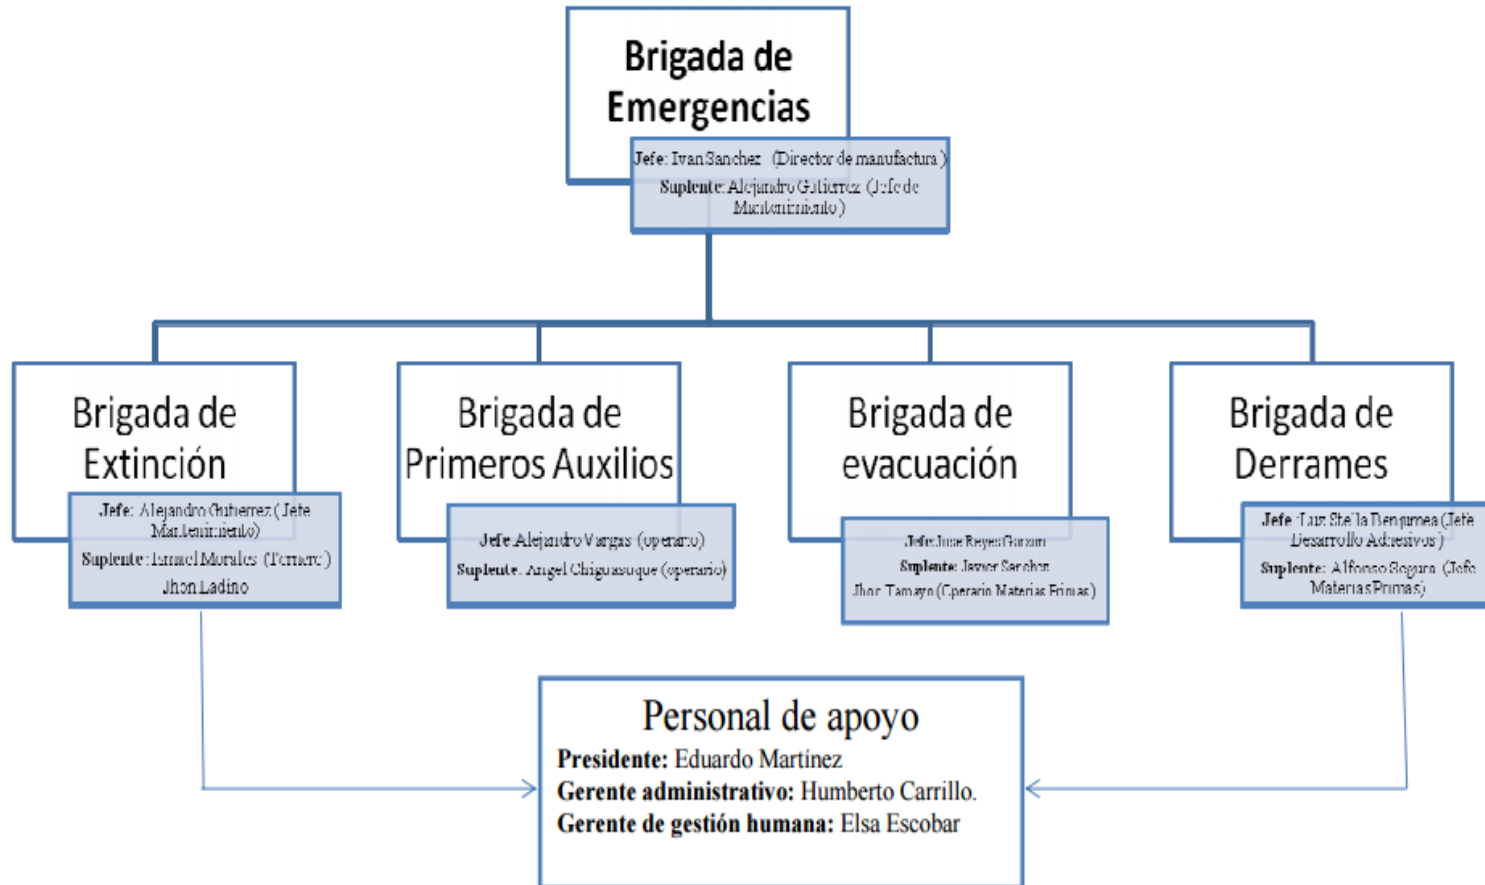 Brigada de
Emergencias
Jefe: Ivan Sanchez (Director de manufactura)
Suplente: Alejandro Gutierrez (Jefe de
Mantenimiento)
Brigada de
Extinción
Jefe: Alejandro Gutierrez (Jefe
Mantenimiento)
Suplente: Ismael Morales (Tornero)
Jhon Ladino
Brigada de
Primeros Auxilios
Jefe: Alejandro Vargas (operario)
Suplente: Angel Chiguasuque (operario)
Brigada de
evacuación
Jefe: Jose Reyes Garzon
Suplente: Javier Sanchez
Jhon Tamayo (Operario Materias Primas)
Brigada de
Derrames
Jefe: Luz Stella Benjumea (Jefe
Desarrollo Adhesivos)
Suplente: Alfonso Segura (Jefe
Materias Primas)
Personal de apoyo
Presidente: Eduardo Martínez
Gerente administrativo: Humberto Carrillo.
Gerente de gestión humana: Elsa Escobar